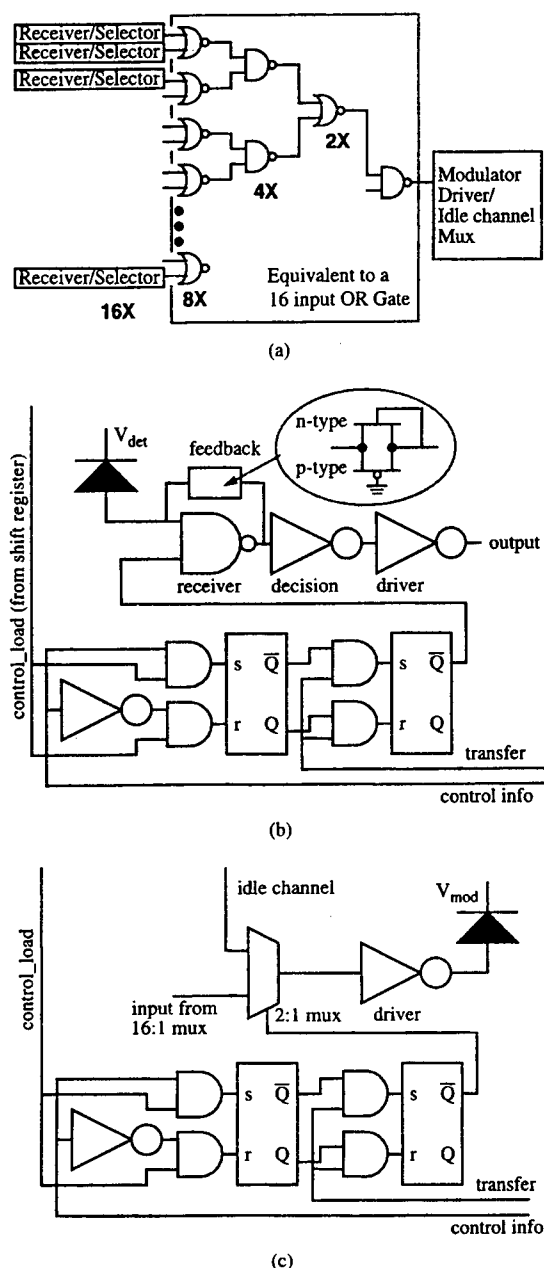 Receiver/Selector
Receiver/Selector
Receiver/Selector
2X
4X
Modulator
Driver/
Idle channel
Mux
Receiver/Selector
8X
16X
Equivalent to a
16 input OR Gate
(a)
V_det
feedback
n-type
p-type
control_load (from shift register)
receiver
decision
driver
output
s
Q̅
s
Q̅
r
Q
r
Q
transfer
control info
(b)
idle channel
V_mod
control_load
input from
16:1 mux
2:1 mux
driver
s
Q̅
s
Q̅
r
Q
r
Q
transfer
control info
(c)